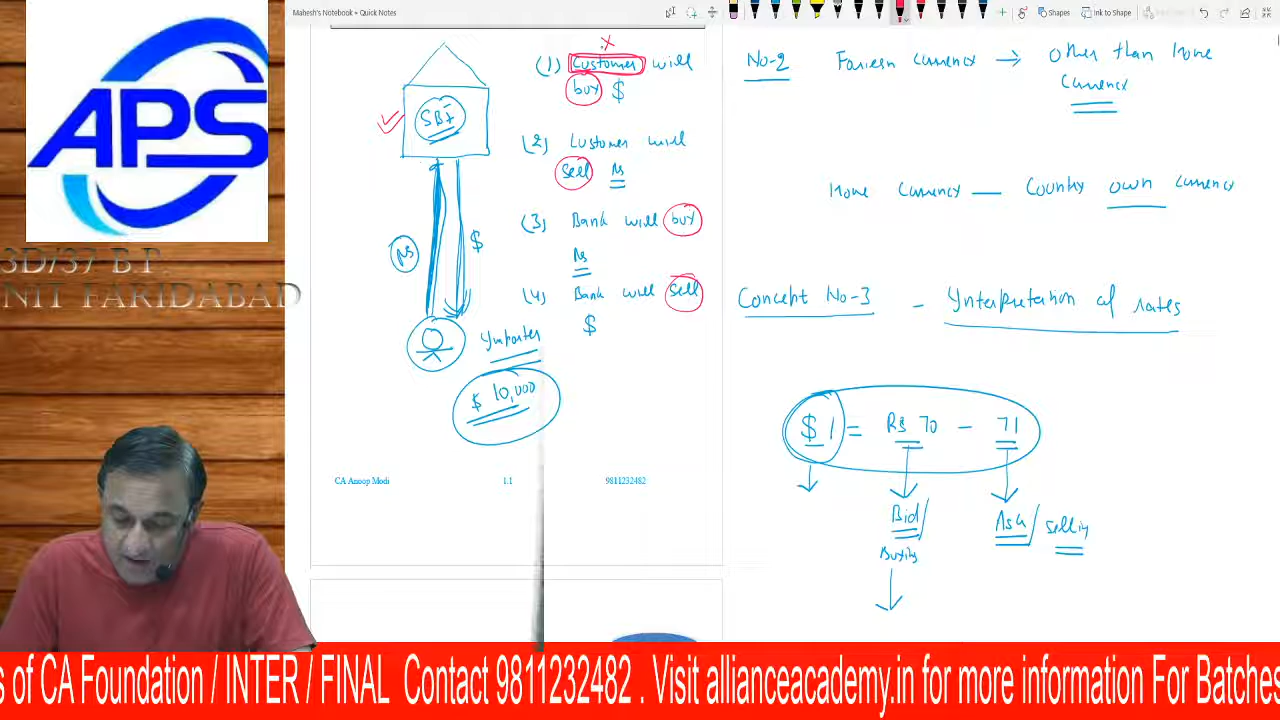 Mahesh's Notebook • Quick Notes
Shapes
Ink to Shape
APS
3D/37 B.P.
NIT FARIDABAD
SBI
Rs
$
Importer
$ 10,000
(1) Customer will
buy $
(2) Customer will
sell Rs
(3) Bank will buy
Rs
(4) Bank will sell
$
CA Anoop Modi
1.1
9811232482
No-2 Foriegn currency → other than Home
Currency
Home Currency — Country own currency
Concept No-3 - Interpretation of rates
$ 1 = Rs 70 - 71
Bid/
Buying
Ask/ selling
s of CA Foundation / INTER / FINAL Contact 9811232482 . Visit allianceacademy.in for more information For Batches